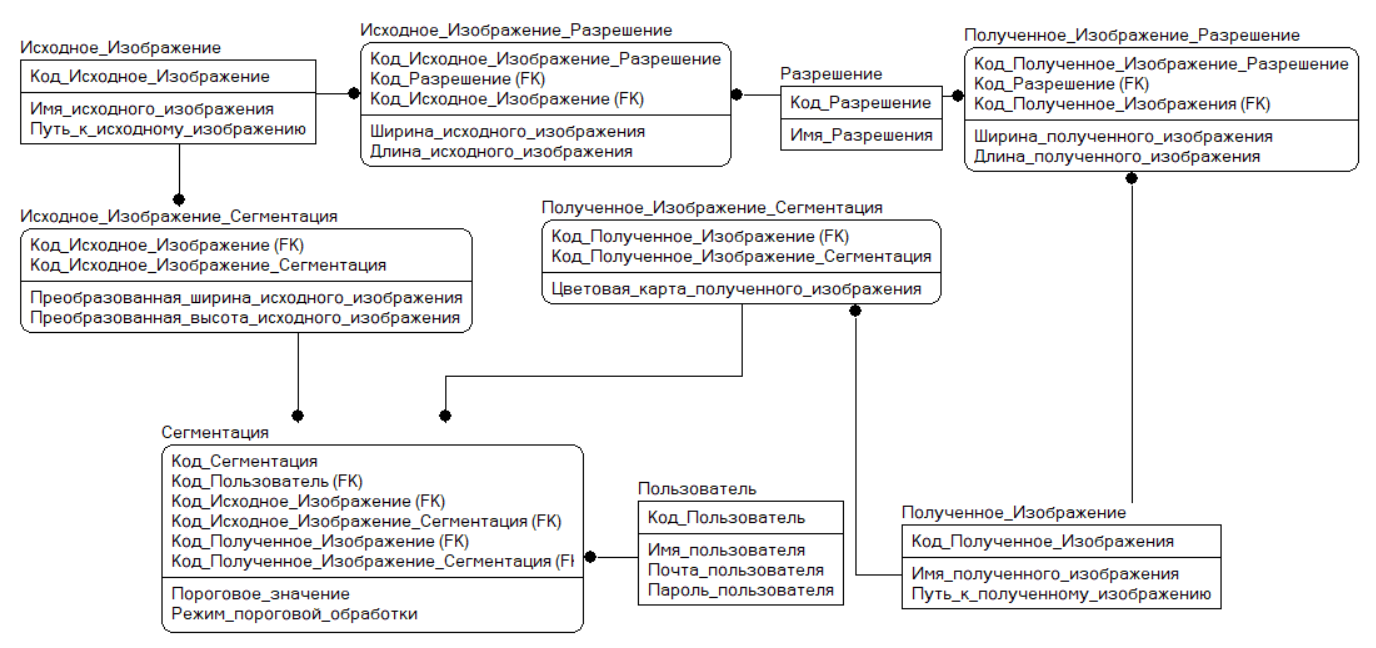 Исходное_Изображение
Код_Исходное_Изображение
Имя_исходного_изображения
Путь_к_исходному_изображению
Исходное_Изображение_Разрешение
Код_Исходное_Изображение_Разрешение
Код_Разрешение (FK)
Код_Исходное_Изображение (FK)
Ширина_исходного_изображения
Длина_исходного_изображения
Разрешение
Код_Разрешение
Имя_Разрешения
Полученное_Изображение_Разрешение
Код_Полученное_Изображение_Разрешение
Код_Разрешение (FK)
Код_Полученное_Изображения (FK)
Ширина_полученного_изображения
Длина_полученного_изображения
Исходное_Изображение_Сегментация
Код_Исходное_Изображение (FK)
Код_Исходное_Изображение_Сегментация
Преобразованная_ширина_исходного_изображения
Преобразованная_высота_исходного_изображения
Полученное_Изображение_Сегментация
Код_Полученное_Изображение (FK)
Код_Полученное_Изображение_Сегментация
Цветовая_карта_полученного_изображения
Сегментация
Код_Сегментация
Код_Пользователь (FK)
Код_Исходное_Изображение (FK)
Код_Исходное_Изображение_Сегментация (FK)
Код_Полученное_Изображение (FK)
Код_Полученное_Изображение_Сегментация (FK
Пороговое_значение
Режим_пороговой_обработки
Пользователь
Код_Пользователь
Имя_пользователя
Почта_пользователя
Пароль_пользователя
Полученное_Изображение
Код_Полученное_Изображения
Имя_полученного_изображения
Путь_к_полученному_изображению